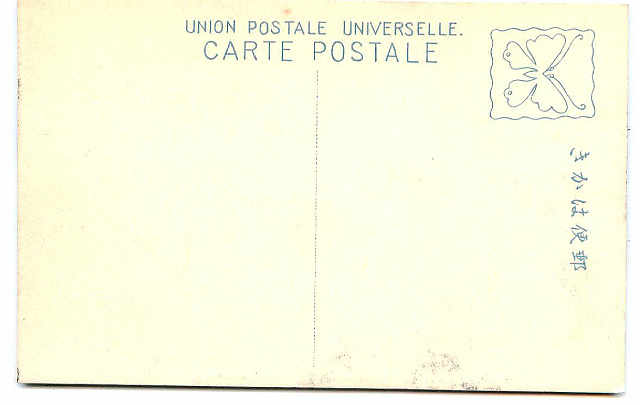 UNION POSTALE UNIVERSELLE.
CARTE POSTALE
郵便はかき